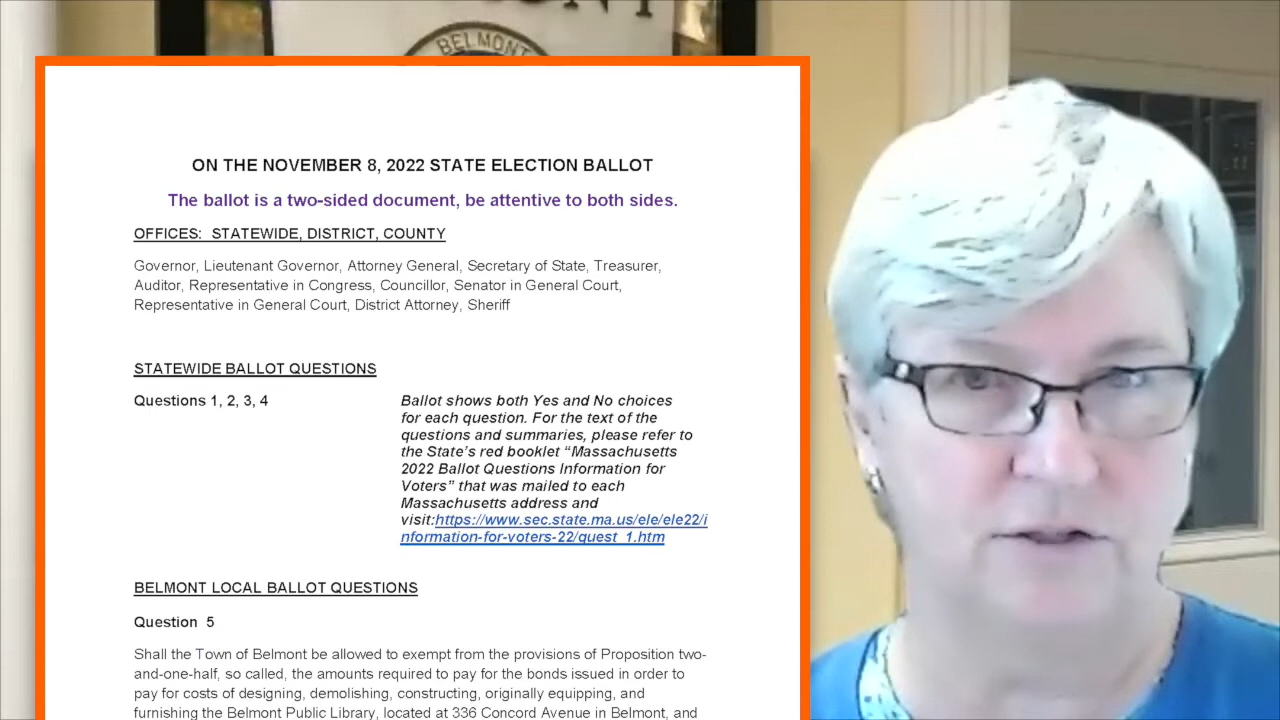 BELMONT
ON THE NOVEMBER 8, 2022 STATE ELECTION BALLOT
The ballot is a two-sided document, be attentive to both sides.
OFFICES: STATEWIDE, DISTRICT, COUNTY
Governor, Lieutenant Governor, Attorney General, Secretary of State, Treasurer,
Auditor, Representative in Congress, Councillor, Senator in General Court,
Representative in General Court, District Attorney, Sheriff
STATEWIDE BALLOT QUESTIONS
Questions 1, 2, 3, 4
Ballot shows both Yes and No choices
for each question. For the text of the
questions and summaries, please refer to
the State's red booklet “Massachusetts
2022 Ballot Questions Information for
Voters” that was mailed to each
Massachusetts address and
visit:https://www.sec.state.ma.us/ele/ele22/i
nformation-for-voters-22/quest_1.htm
BELMONT LOCAL BALLOT QUESTIONS
Question 5
Shall the Town of Belmont be allowed to exempt from the provisions of Proposition two-
and-one-half, so called, the amounts required to pay for the bonds issued in order to
pay for costs of designing, demolishing, constructing, originally equipping, and
furnishing the Belmont Public Library, located at 336 Concord Avenue in Belmont, and